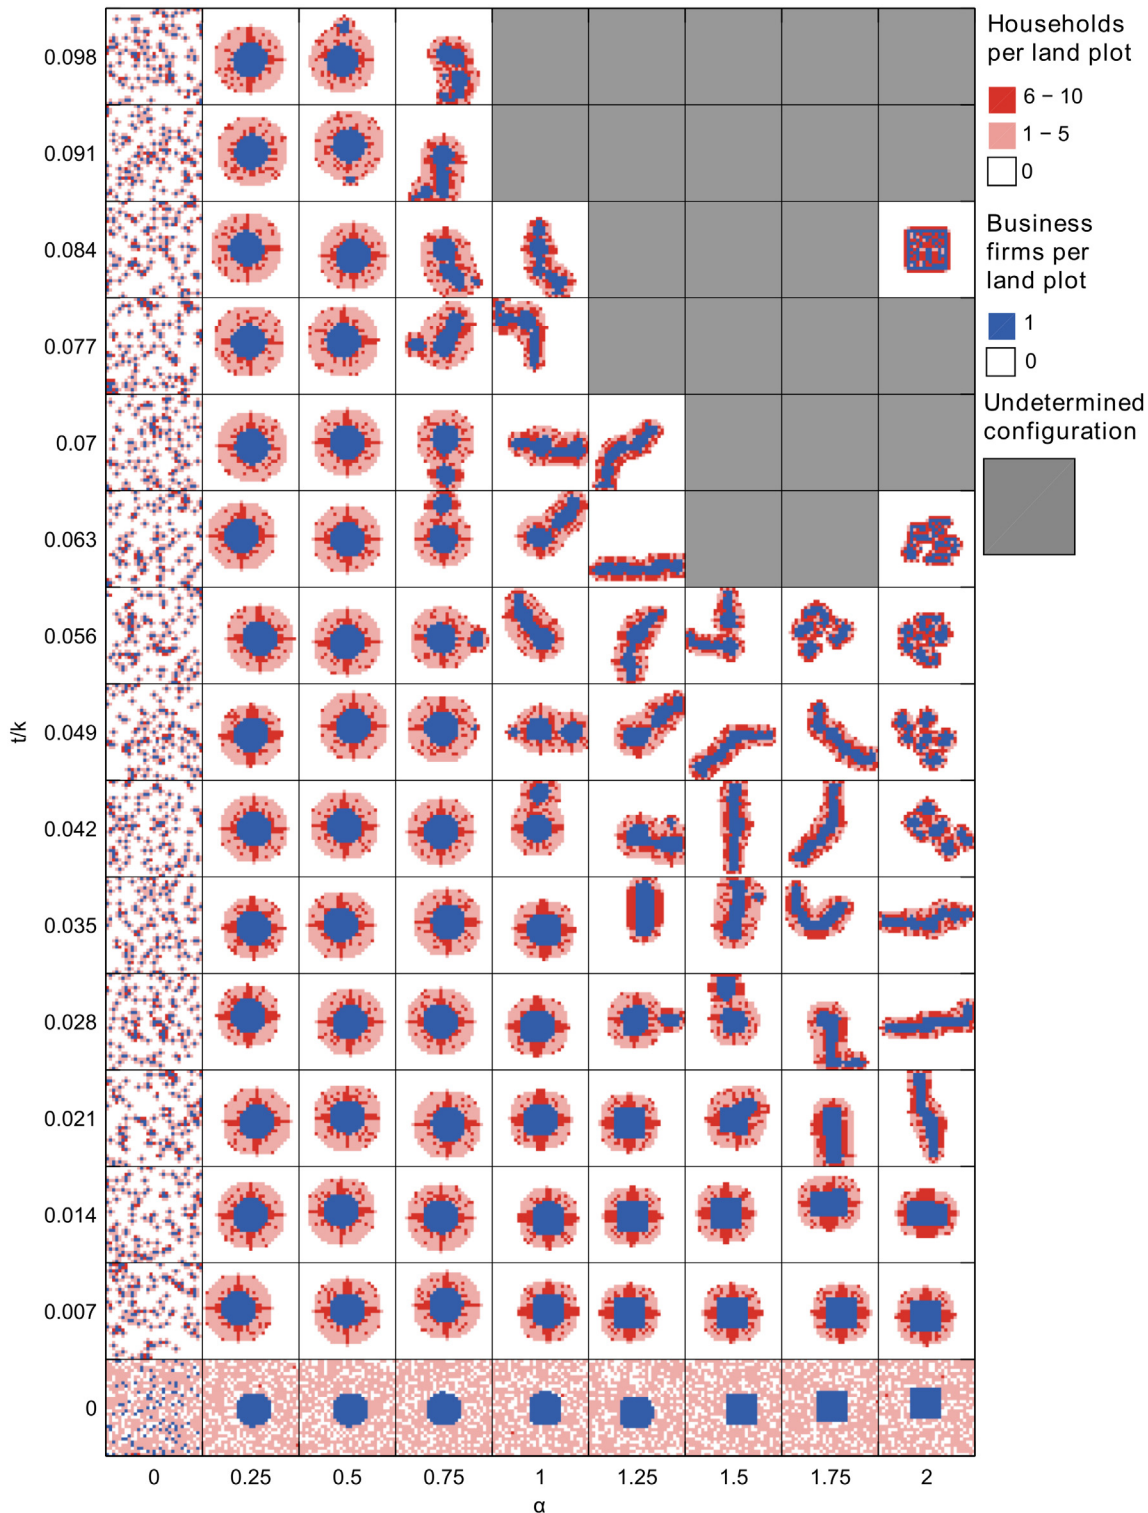 Households
per land plot
6 – 10
1 – 5
0
Business
firms per
land plot
1
0
Undetermined
configuration
t/k
0.098
0.091
0.084
0.077
0.07
0.063
0.056
0.049
0.042
0.035
0.028
0.021
0.014
0.007
0
0 0.25 0.5 0.75 1 1.25 1.5 1.75 2
α